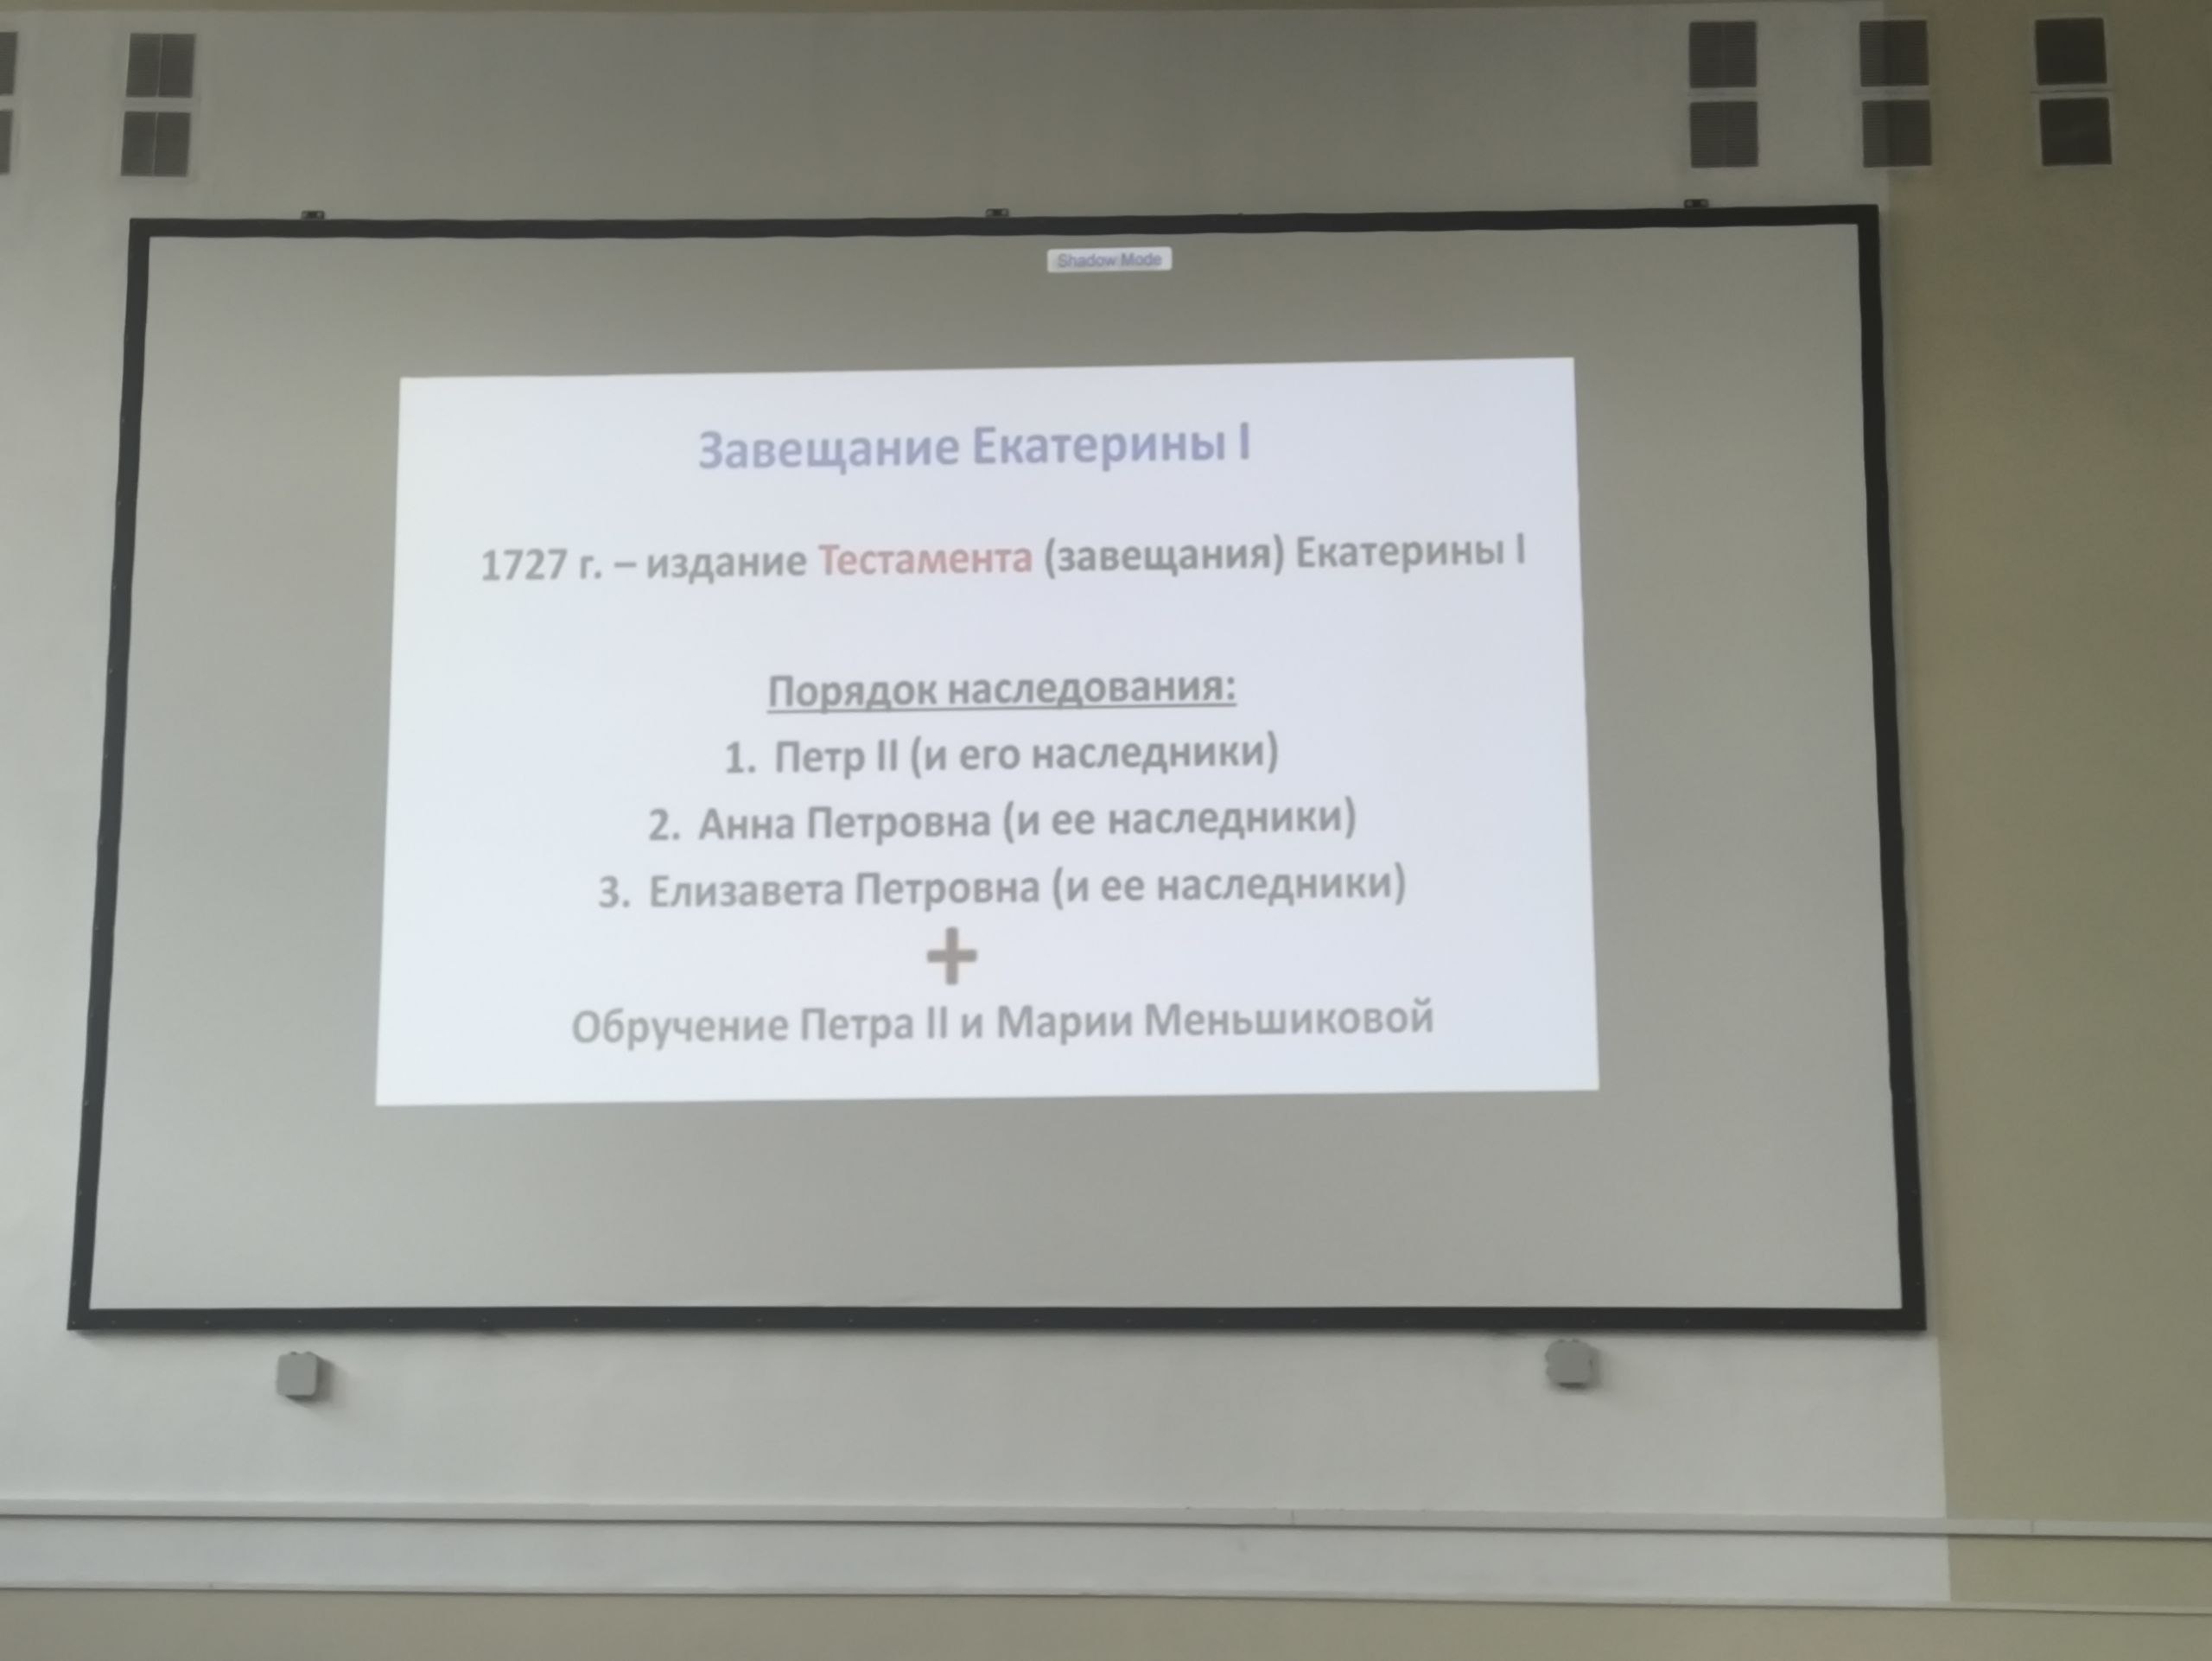 Shadow Mode
Завещание Екатерины I
1727 г. – издание Тестамента (завещания) Екатерины I
Порядок наследования:
1. Петр II (и его наследники)
2. Анна Петровна (и ее наследники)
3. Елизавета Петровна (и ее наследники)
+
Обручение Петра II и Марии Меньшиковой